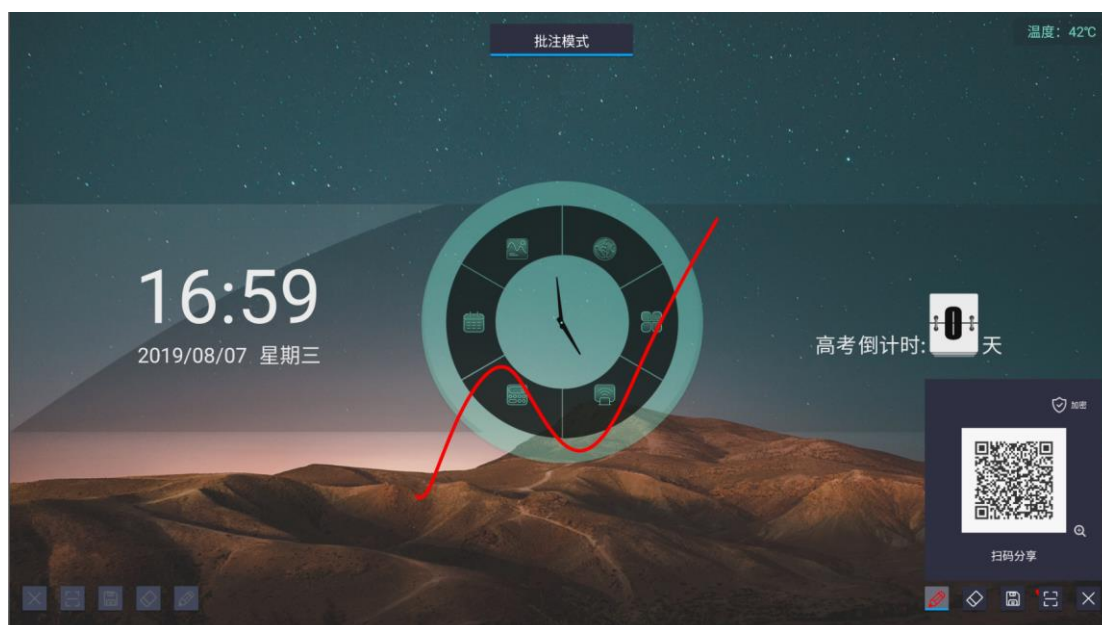 批注模式
温度：42℃
16:59
2019/08/07 星期三
高考倒计时:0天
加密
扫码分享